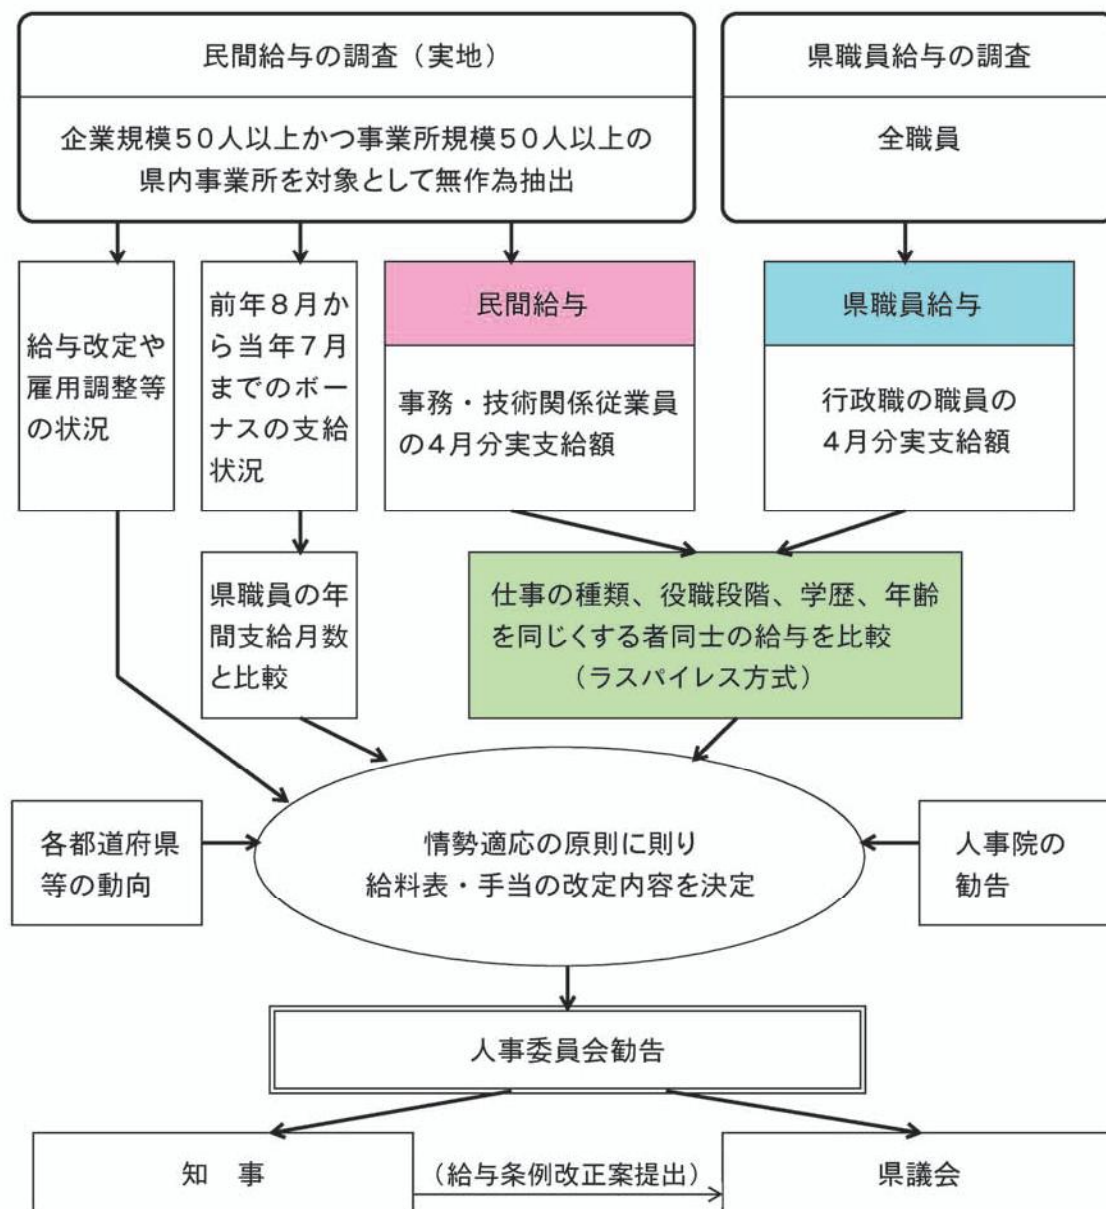 民間給与の調査（実地）
企業規模５０人以上かつ事業所規模５０人以上の
県内事業所を対象として無作為抽出
県職員給与の調査
全職員
給与改定や
雇用調整等
の状況
前年８月か
ら当年７月
までのボー
ナスの支給
状況
民間給与
事務・技術関係従業員
の４月分実支給額
県職員給与
行政職の職員の
４月分実支給額
県職員の年
間支給月数
と比較
仕事の種類、役職段階、学歴、年齢
を同じくする者同士の給与を比較
（ラスパイレス方式）
各都道府県
等の動向
情勢適応の原則に則り
給料表・手当の改定内容を決定
人事院の
勧告
人事委員会勧告
知　事
（給与条例改正案提出）
県議会